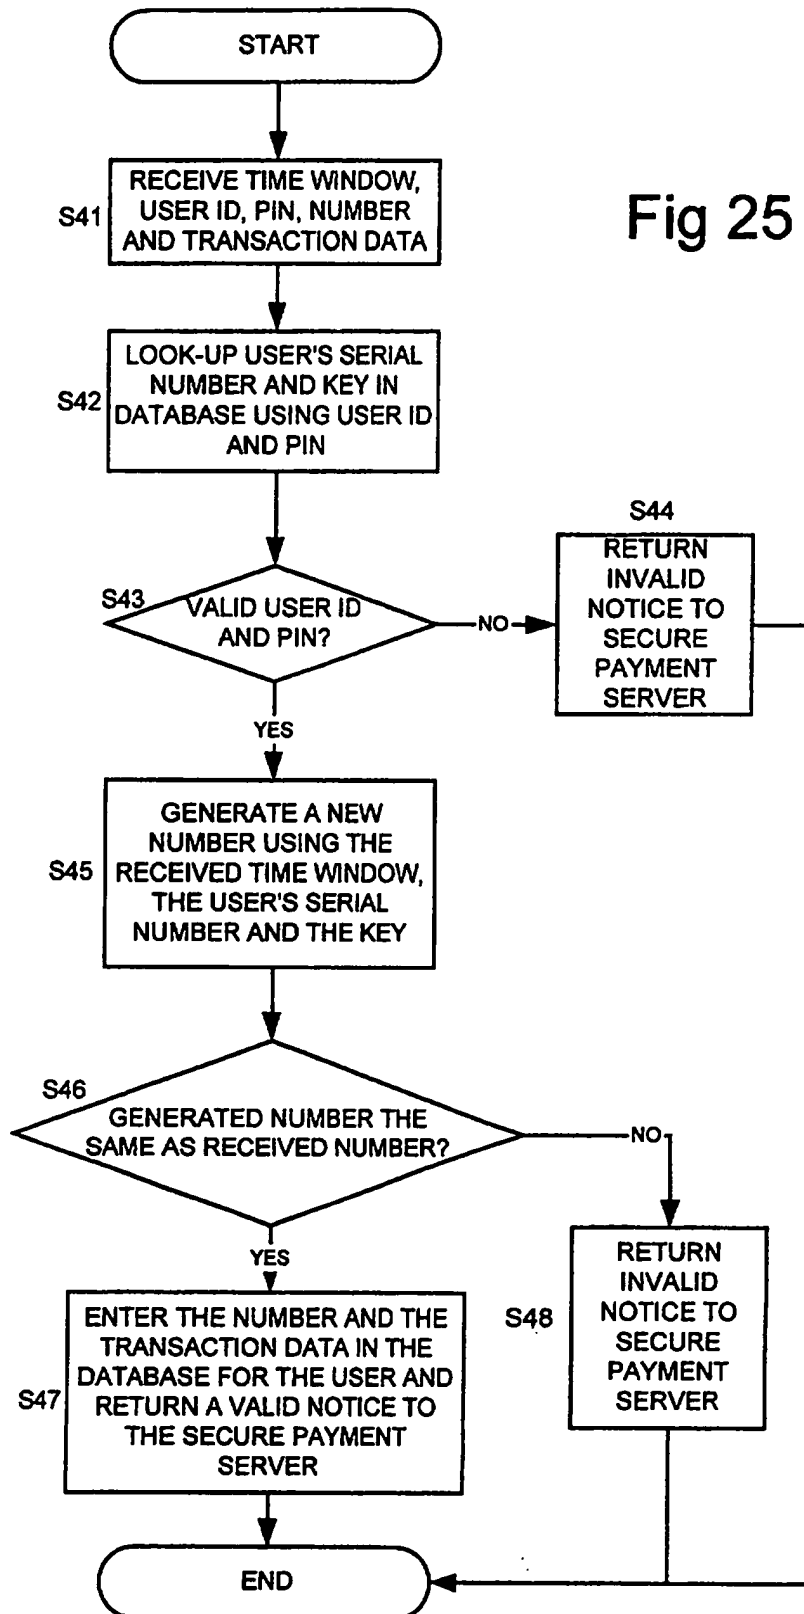 START
S41
RECEIVE TIME WINDOW,
USER ID, PIN, NUMBER
AND TRANSACTION DATA
Fig 25
S42
LOOK-UP USER'S SERIAL
NUMBER AND KEY IN
DATABASE USING USER ID
AND PIN
S43
VALID USER ID
AND PIN?
NO
S44
RETURN
INVALID
NOTICE TO
SECURE
PAYMENT
SERVER
YES
S45
GENERATE A NEW
NUMBER USING THE
RECEIVED TIME WINDOW,
THE USER'S SERIAL
NUMBER AND THE KEY
S46
GENERATED NUMBER THE
SAME AS RECEIVED NUMBER?
NO
YES
S47
ENTER THE NUMBER AND THE
TRANSACTION DATA IN THE
DATABASE FOR THE USER AND
RETURN A VALID NOTICE TO
THE SECURE PAYMENT
SERVER
S48
RETURN
INVALID
NOTICE TO
SECURE
PAYMENT
SERVER
END